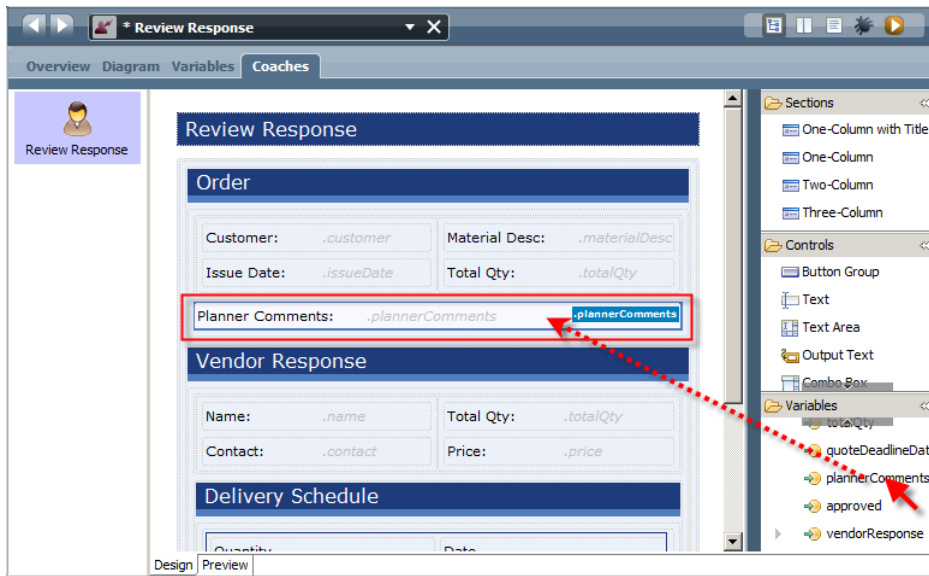 * Review Response
Overview Diagram Variables Coaches
Review Response
Review Response
Order
Customer: .customer Material Desc: .materialDesc
Issue Date: .issueDate Total Qty: .totalQty
Planner Comments: .plannerComments .plannerComments
Vendor Response
Name: .name Total Qty: .totalQty
Contact: .contact Price: .price
Delivery Schedule
Quantity Date
Design Preview
Sections
One-Column with Title
One-Column
Two-Column
Three-Column
Controls
Button Group
Text
Text Area
Output Text
Combo Box
Variables
totalQty
quoteDeadlineDat
plannerComments
approved
vendorResponse